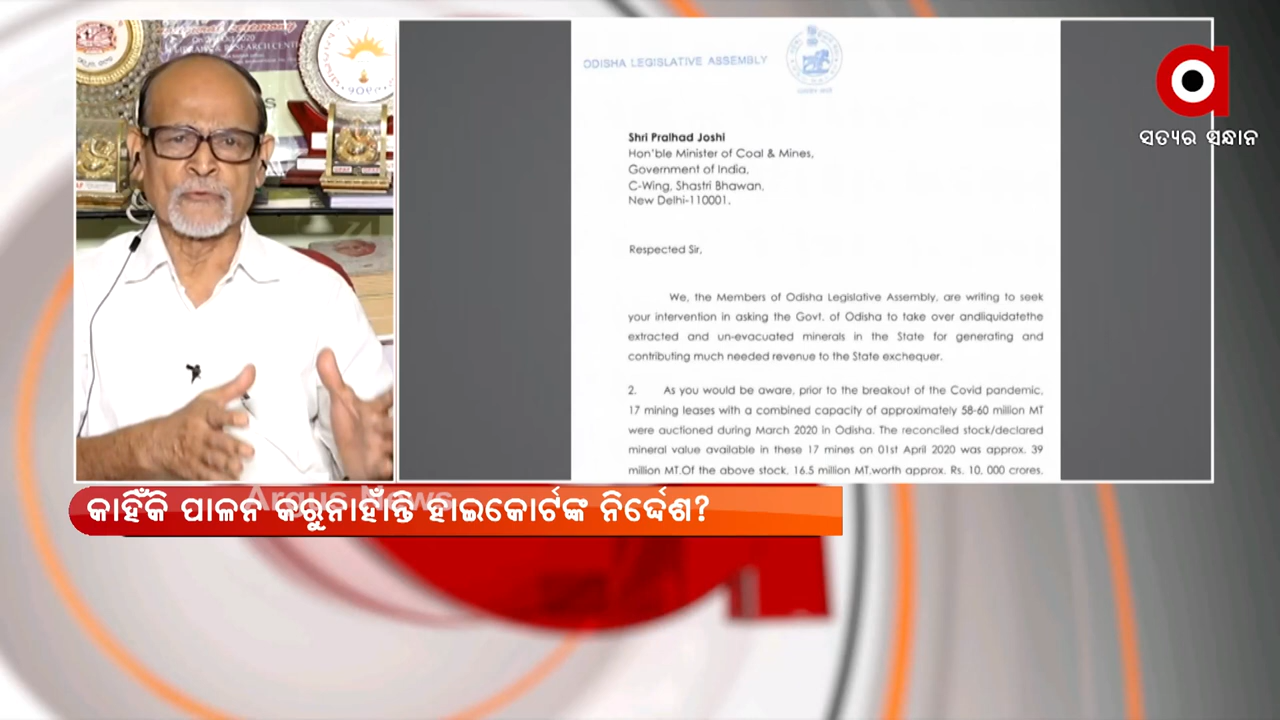 On 2nd Oct 2020
ODISHA LEGISLATIVE ASSEMBLY
ସତ୍ୟର ସନ୍ଧାନ
Shri Pralhad Joshi
Hon'ble Minister of Coal & Mines,
Government of India,
C-Wing, Shastri Bhawan,
New Delhi-110001.
Respected Sir,
We, the Members of Odisha Legislative Assembly, are writing to seek
your intervention in asking the Govt. of Odisha to take over andliquidatethe
extracted and un-evacuated minerals in the State for generating and
contributing much needed revenue to the State exchequer.
2. As you would be aware, prior to the breakout of the Covid pandemic,
17 mining leases with a combined capacity of approximately 58-60 million MT
were auctioned during March 2020 in Odisha. The reconciled stock/declared
mineral value available in these 17 mines on 01st April 2020 was approx. 39
million MT.Of the above stock, 16.5 million MT,worth approx. Rs. 10, 000 crores,
Argus News
କାହିଁକି ପାଳନ କରୁନାହାଁନ୍ତି ହାଇକୋର୍ଟଙ୍କ ନିର୍ଦ୍ଦେଶ?